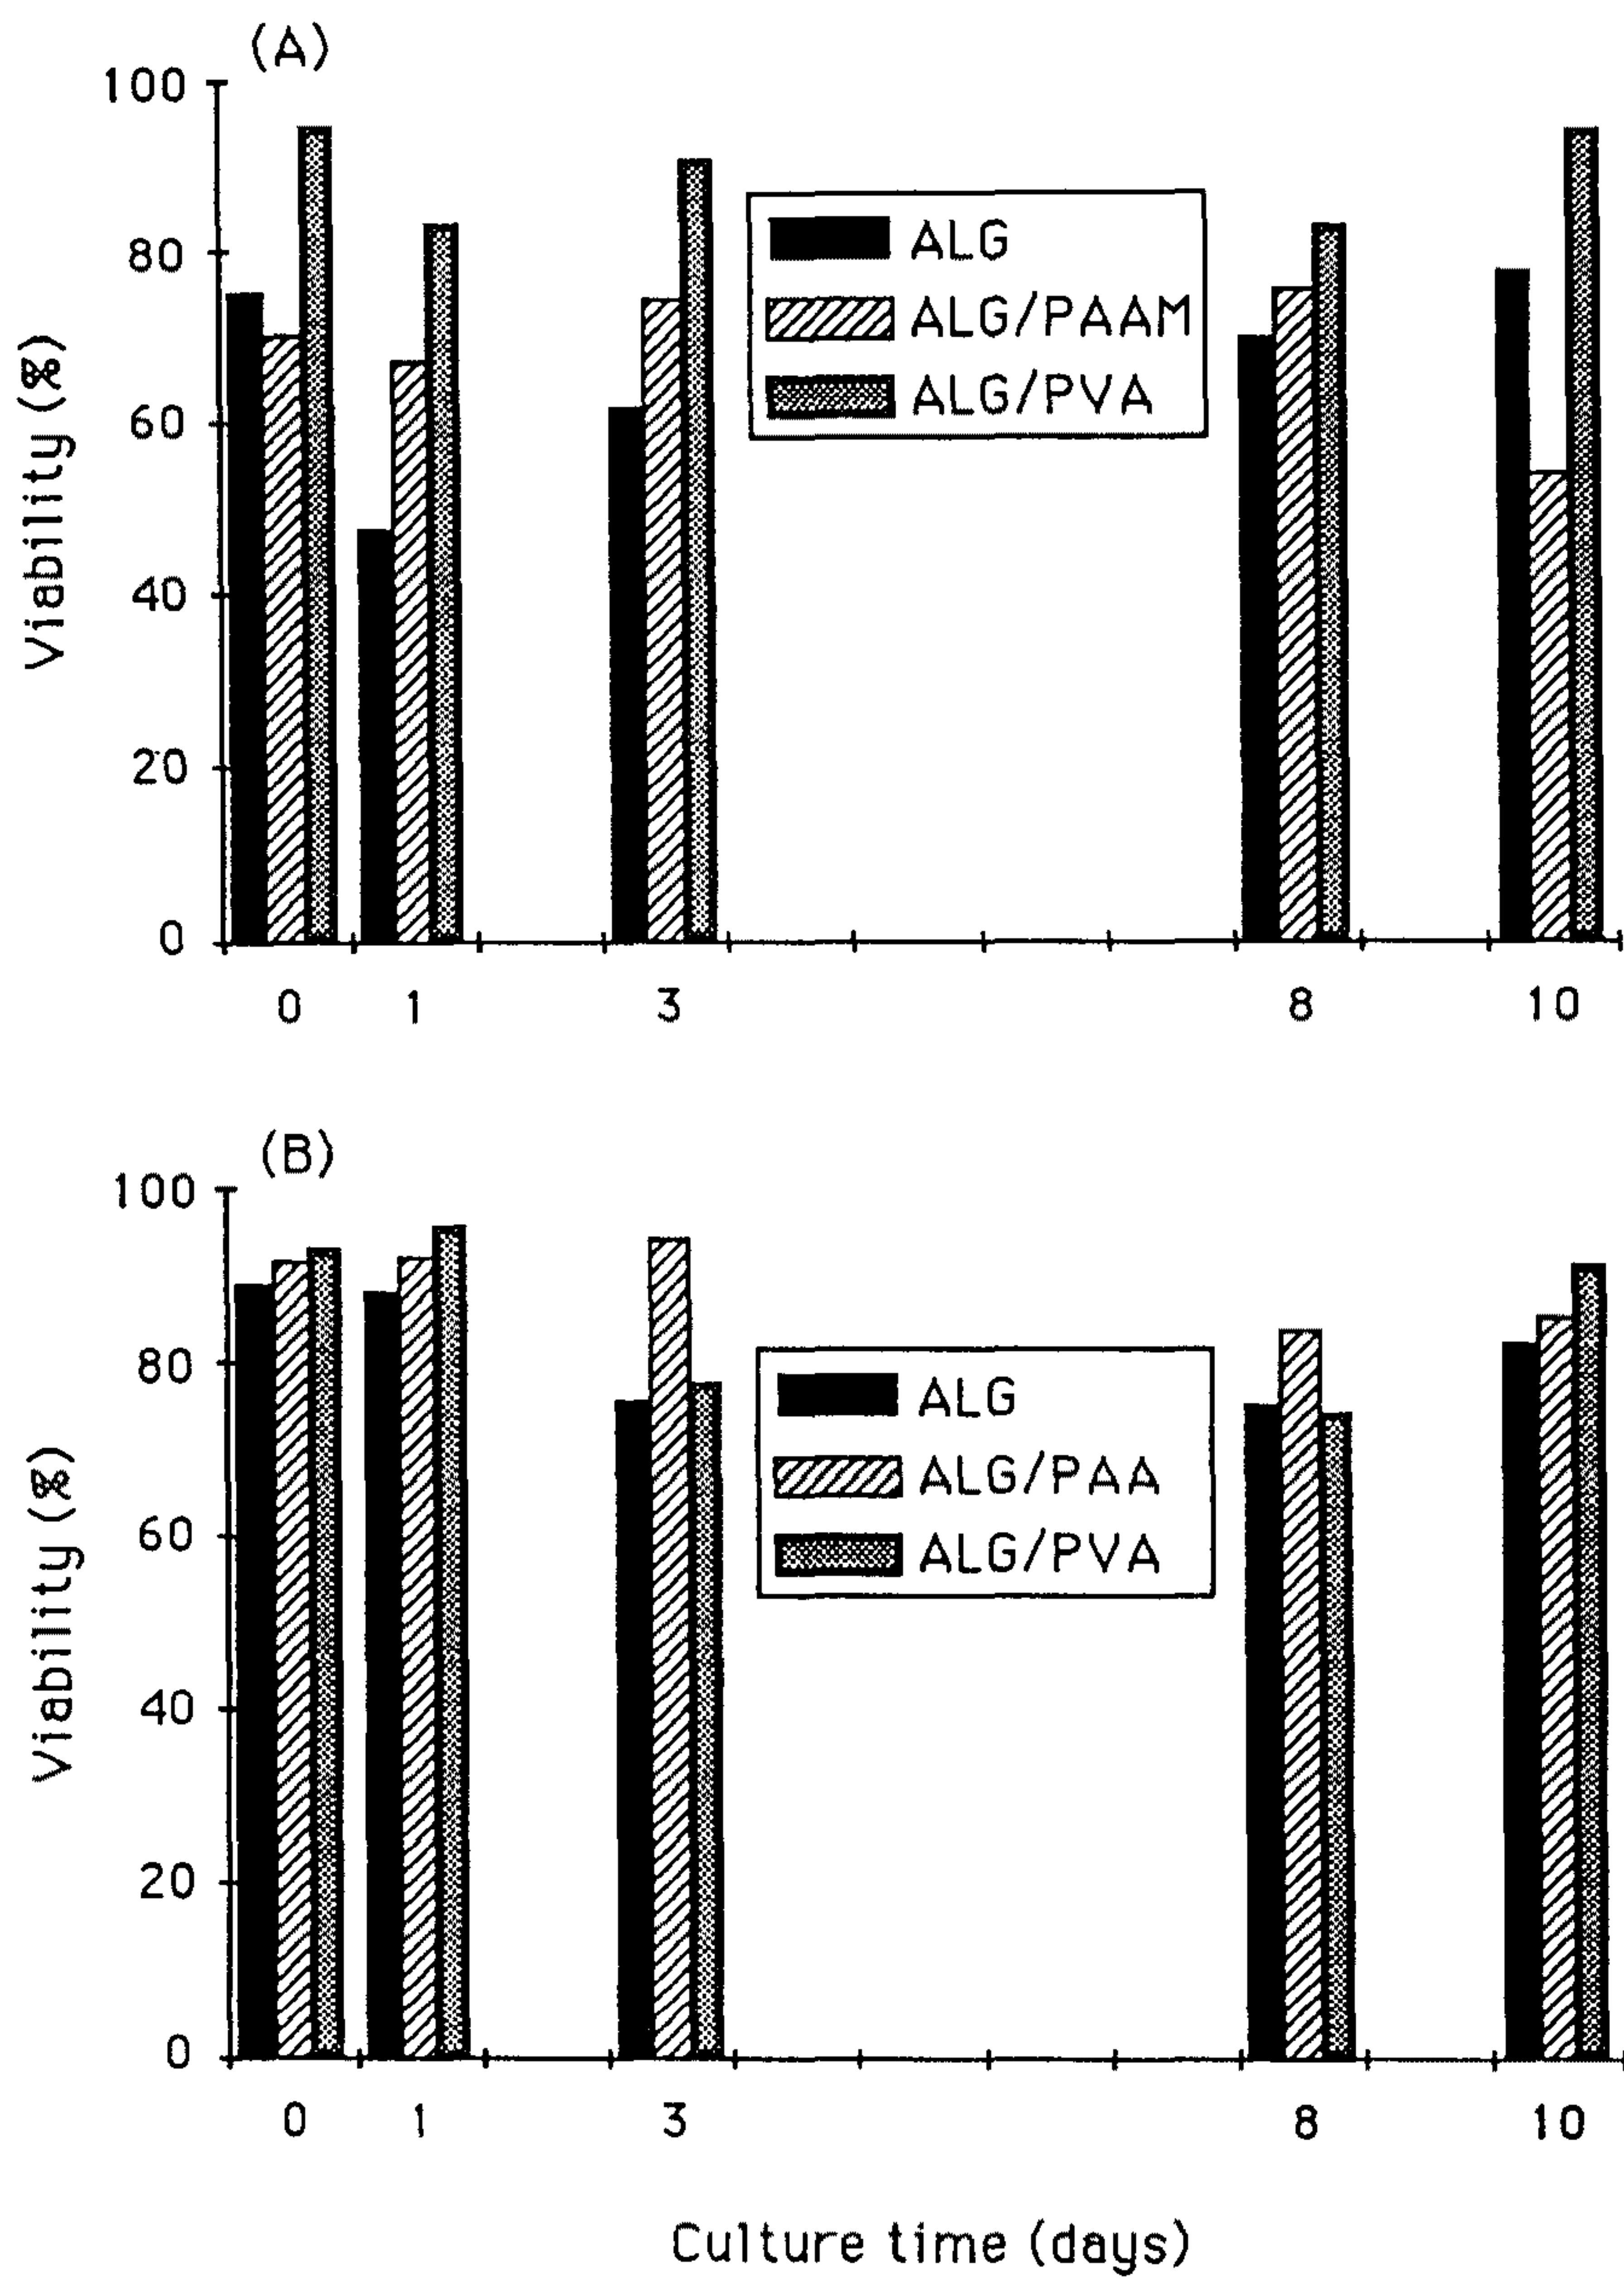 (A)
100
80
60
40
20
0
Viability (%)
ALG
ALG/PAAM
ALG/PVA
0 1 3 8 10
(B)
100
80
60
40
20
0
Viability (%)
ALG
ALG/PAA
ALG/PVA
0 1 3 8 10
Culture time (days)